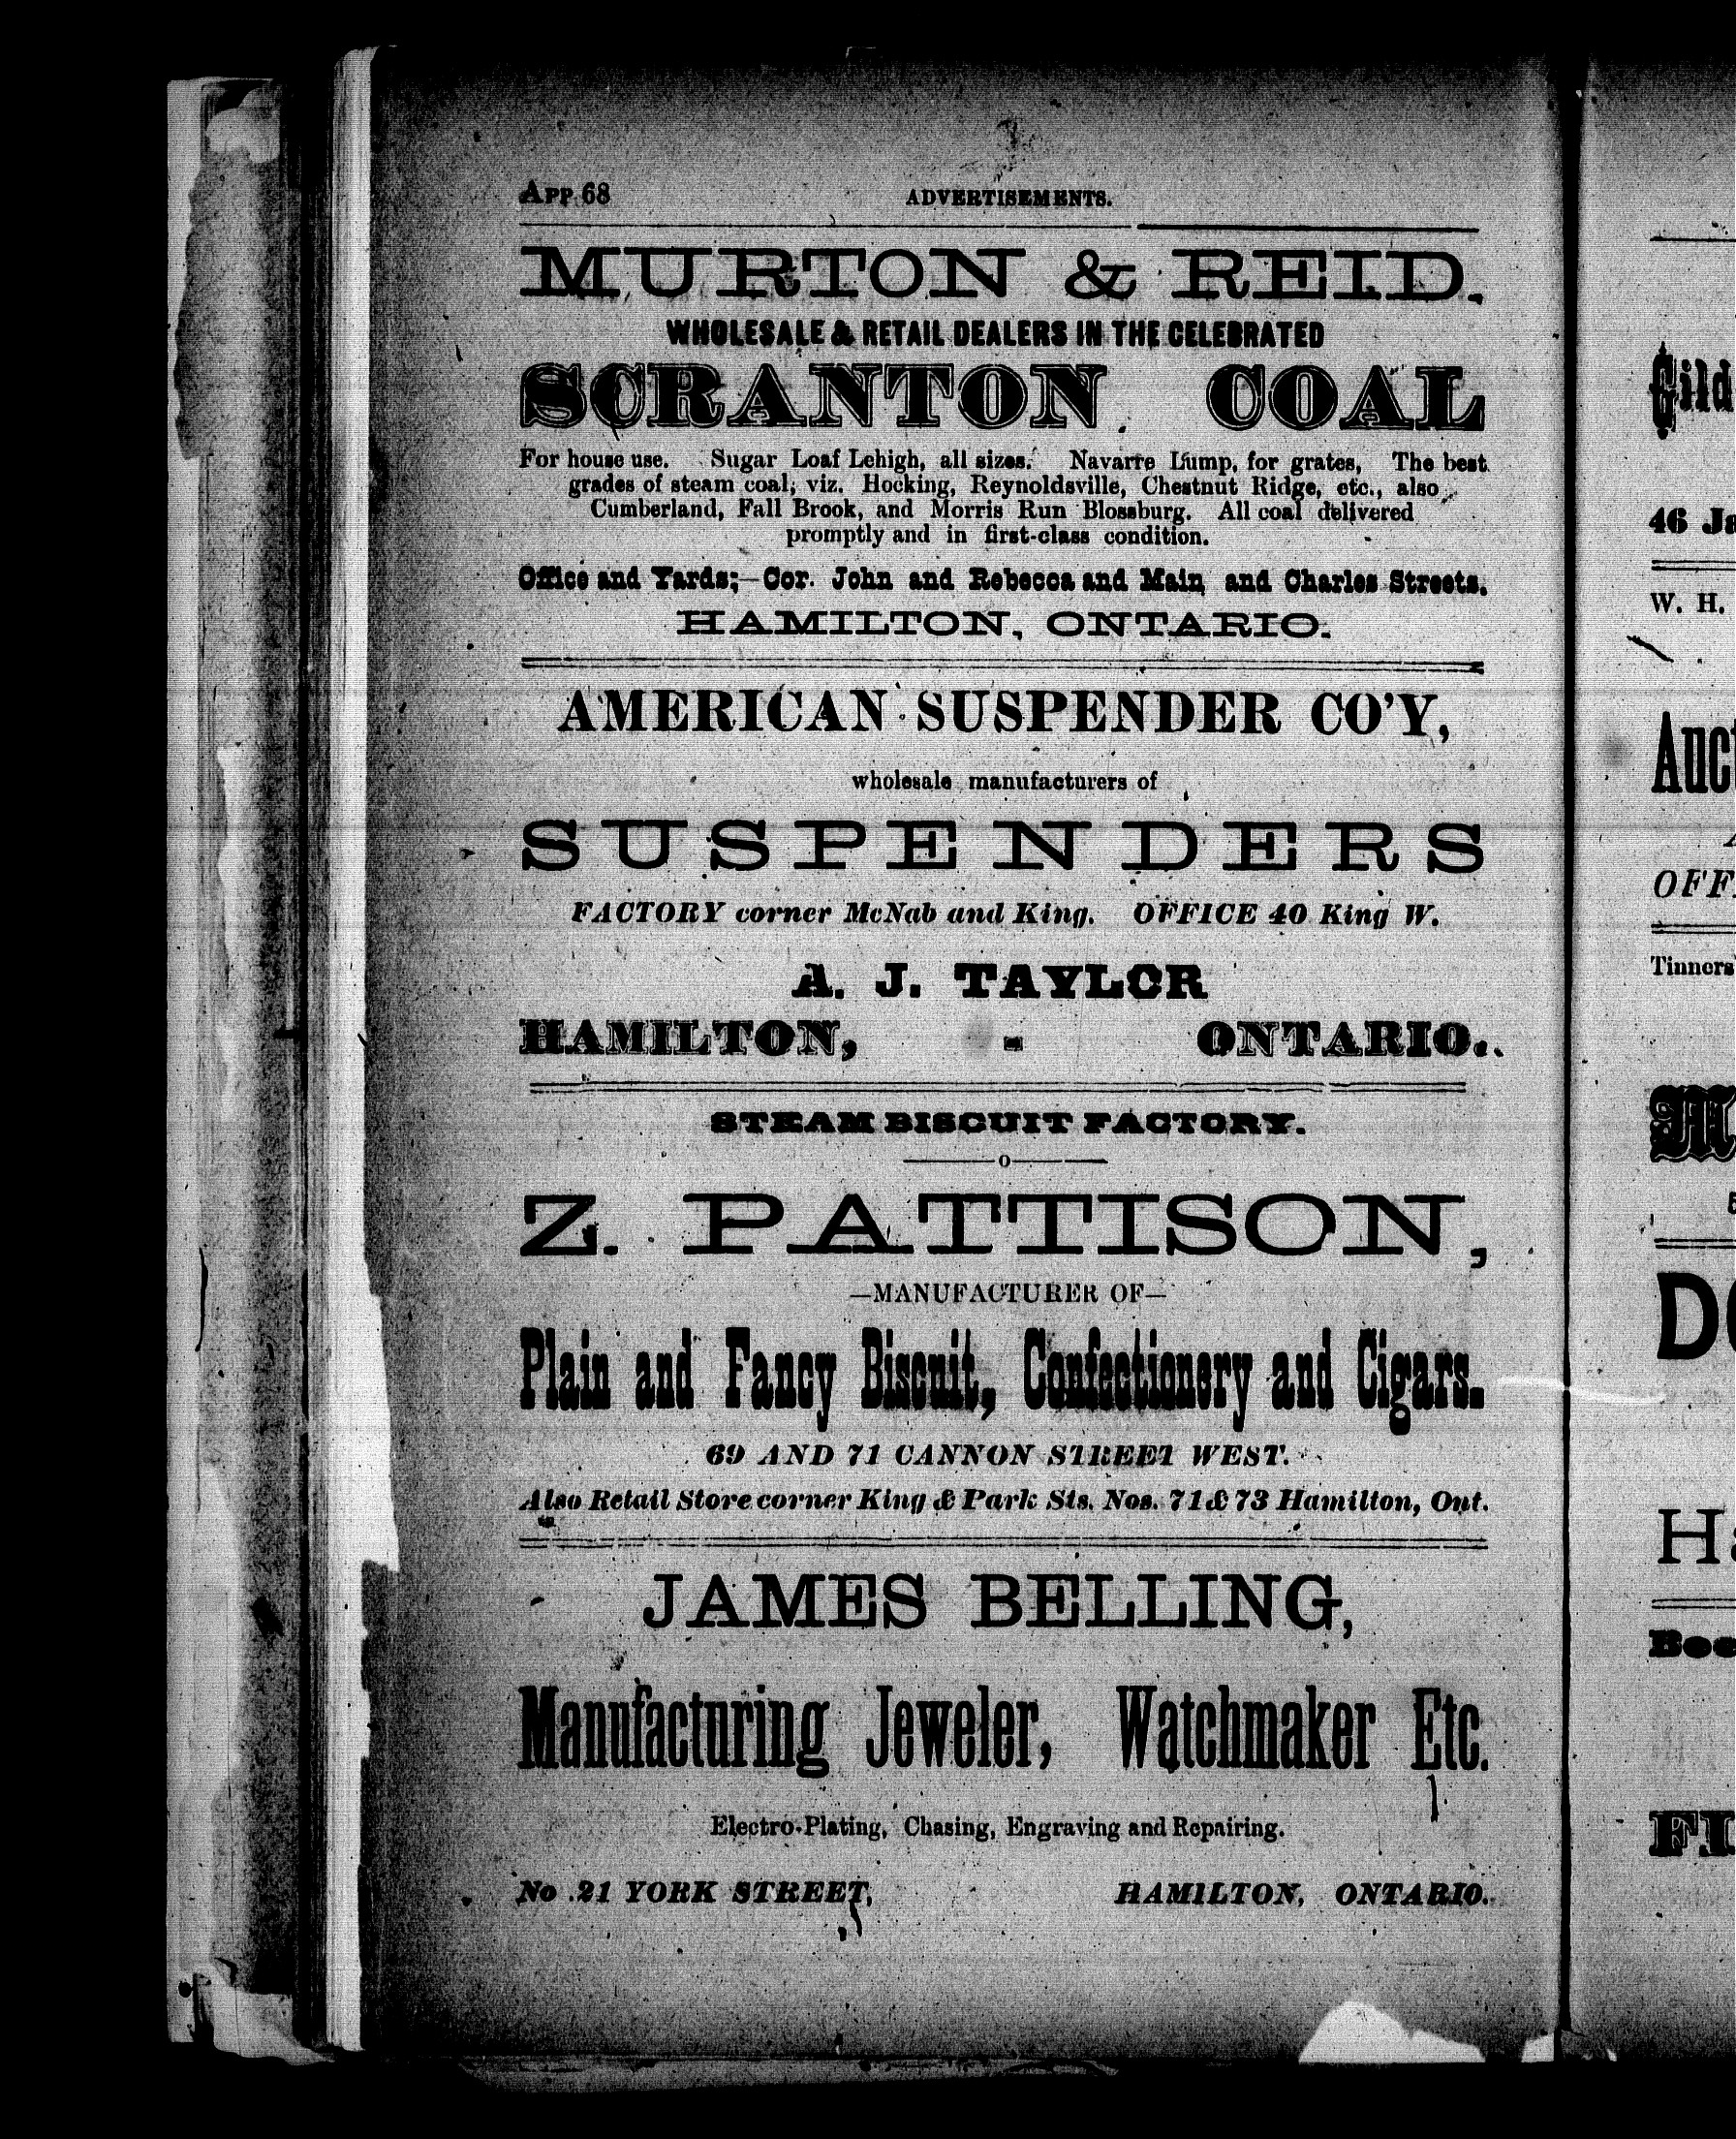 APP 68
ADVERTISEMENTS.
MURTON & REID.
WHOLESALE & RETAIL DEALERS IN THE CELEBRATED
SCRANTON COAL
For house use. Sugar Loaf Lehigh, all sizes. Navarre Lump, for grates, The best
grades of steam coal, viz. Hocking, Reynoldsville, Chestnut Ridge, etc., also
Cumberland, Fall Brook, and Morris Run Blossburg. All coal delivered
promptly and in first-class condition.
Office and Yards;—Cor. John and Rebecca and Main and Charles Streets.
HAMILTON, ONTARIO.
AMERICAN SUSPENDER CO'Y,
wholesale manufacturers of
SUSPENDERS
FACTORY corner McNab and King. OFFICE 40 King W.
A. J. TAYLOR
HAMILTON, - ONTARIO.
STEAM BISCUIT FACTORY.
Z. PATTISON,
—MANUFACTURER OF—
Plain and Fancy Biscuit, Confectionery and Cigars.
69 AND 71 CANNON STREET WEST.
Also Retail Store corner King & Park Sts. Nos. 71 & 73 Hamilton, Ont.
JAMES BELLING,
Manufacturing Jeweler, Watchmaker Etc.
Electro-Plating, Chasing, Engraving and Repairing.
No .21 YORK STREET, HAMILTON, ONTARIO.
46
W. H.
OFF
Tinners'